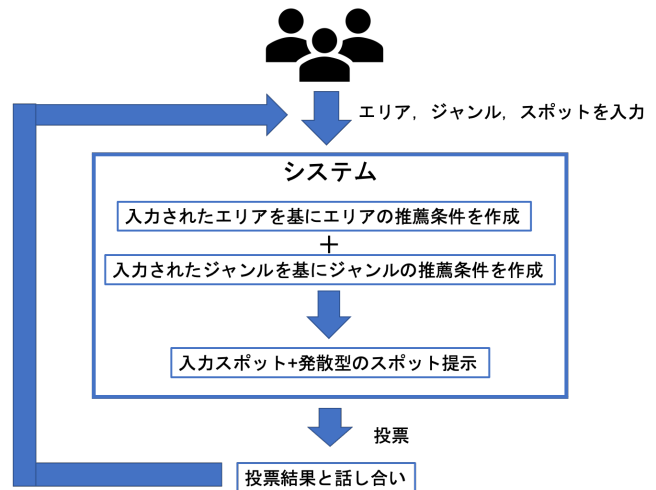 エリア，ジャンル，スポットを入力
システム
入力されたエリアを基にエリアの推薦条件を作成
+
入力されたジャンルを基にジャンルの推薦条件を作成
入力スポット+発散型のスポット提示
投票
投票結果と話し合い